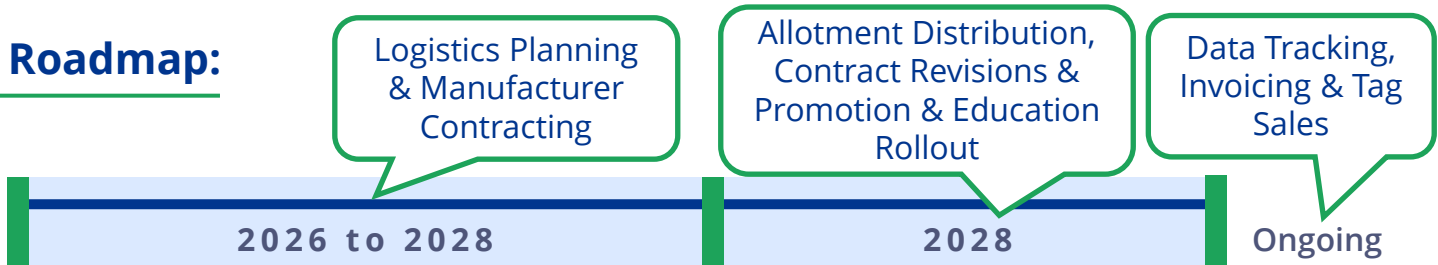 Roadmap:
Logistics Planning
& Manufacturer
Contracting
Allotment Distribution,
Contract Revisions &
Promotion & Education
Rollout
Data Tracking,
Invoicing & Tag
Sales
2026 to 2028
2028
Ongoing